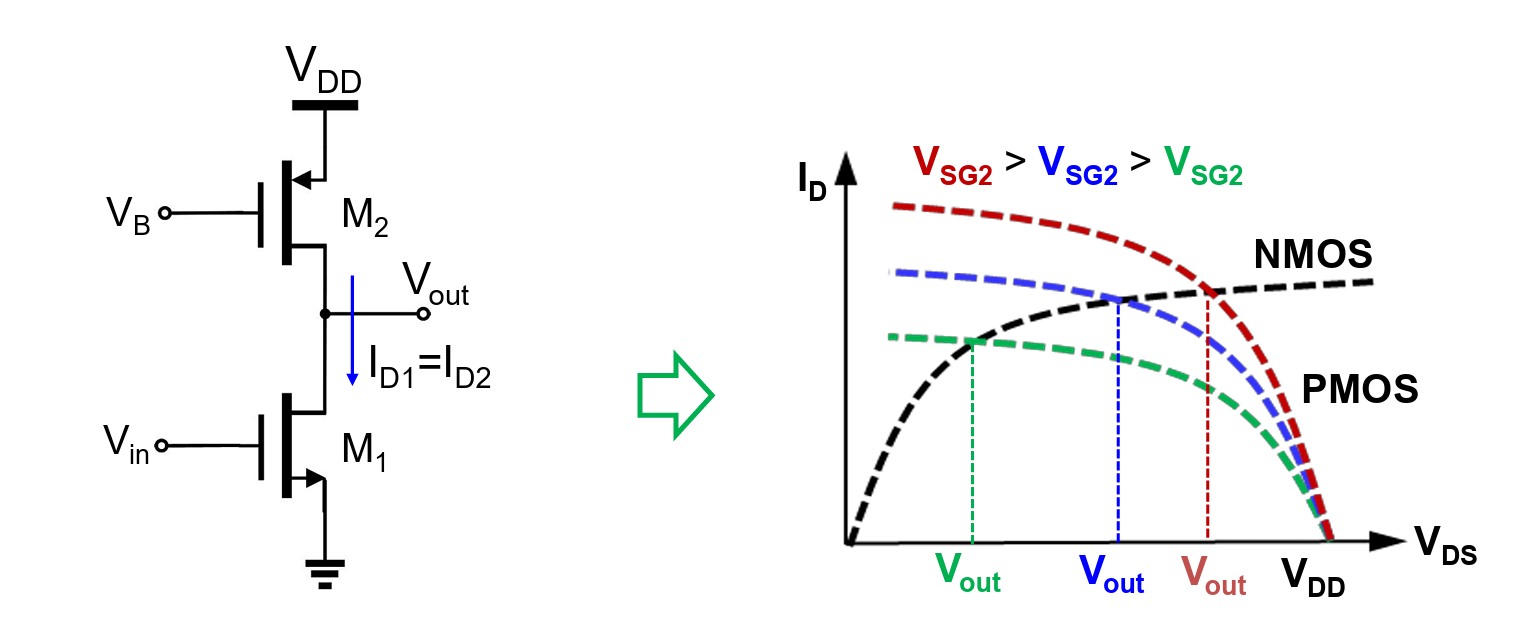 VDD
VB
M2
Vout
ID1=ID2
Vin
M1
VSG2 > VSG2 > VSG2
ID
NMOS
PMOS
VDS
Vout
Vout
Vout
VDD